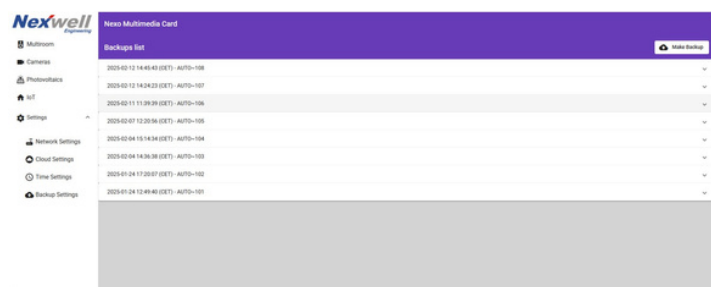 Nexwell
Engineering
Nexo Multimedia Card
Multiroom
Cameras
Photovoltaics
IoT
Settings
Network Settings
Cloud Settings
Time Settings
Backup Settings
Backups list
Make Backup
2025-02-12 14:45:43 (CET) - AUTO~108
2025-02-12 14:24:23 (CET) - AUTO~107
2025-02-11 11:39:39 (CET) - AUTO~106
2025-02-07 12:20:56 (CET) - AUTO~105
2025-02-04 15:14:34 (CET) - AUTO~104
2025-02-04 14:36:38 (CET) - AUTO~103
2025-01-24 17:20:07 (CET) - AUTO~102
2025-01-24 12:49:40 (CET) - AUTO~101